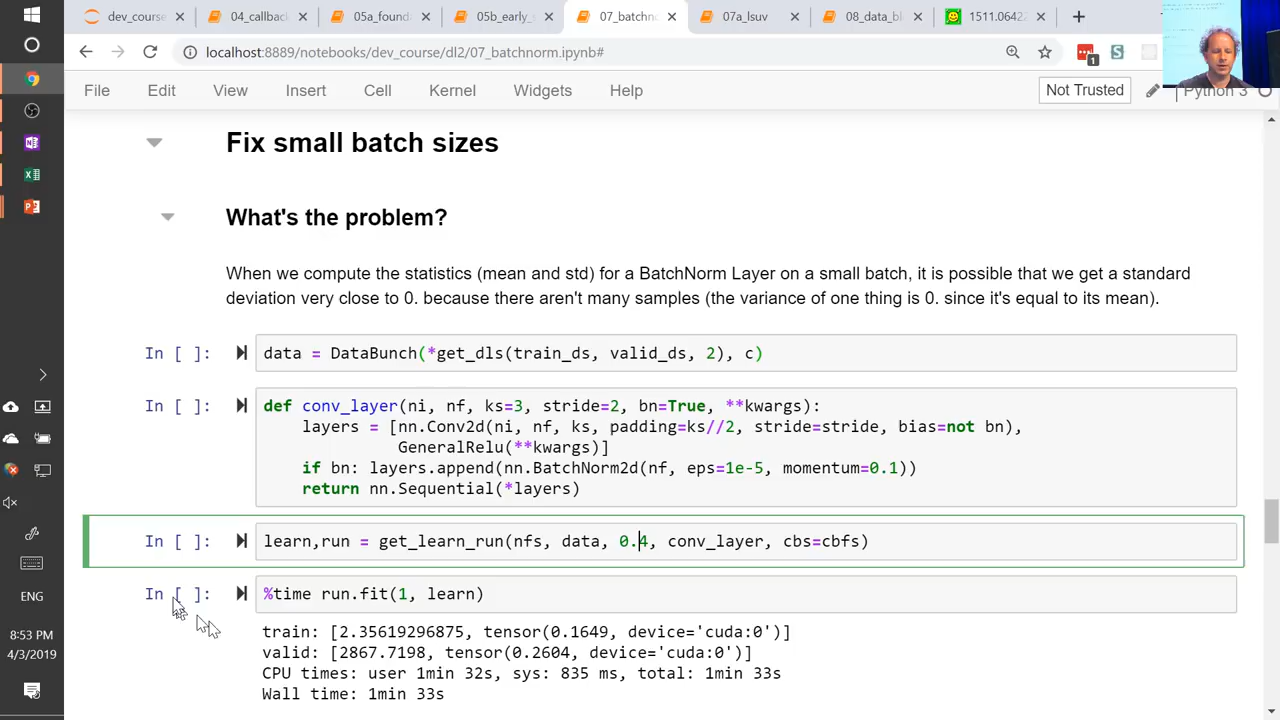 dev_course
04_callback
05a_found
05b_early_
07_batchn
07a_lsuv
08_data_b
1511.0642
localhost:8889/notebooks/dev_course/dl2/07_batchnrm.ipynb#
1
S
File Edit View Insert Cell Kernel Widgets Help
Not Trusted
Python 3
Fix small batch sizes
What's the problem?
When we compute the statistics (mean and std) for a BatchNorm Layer on a small batch, it is possible that we get a standard
deviation very close to 0. because there aren't many samples (the variance of one thing is 0. since it's equal to its mean).
In [ ]: data = DataBunch(*get_dls(train_ds, valid_ds, 2), c)
In [ ]: def conv_layer(ni, nf, ks=3, stride=2, bn=True, **kwargs):
layers = [nn.Conv2d(ni, nf, ks, padding=ks//2, stride=stride, bias=not bn),
GeneralRelu(**kwargs)]
if bn: layers.append(nn.BatchNorm2d(nf, eps=1e-5, momentum=0.1))
return nn.Sequential(*layers)
In [ ]: learn,run = get_learn_run(nfs, data, 0.4, conv_layer, cbs=cbfs)
In [ ]: %time run.fit(1, learn)
train: [2.35619296875, tensor(0.1649, device='cuda:0')]
valid: [2867.7198, tensor(0.2604, device='cuda:0')]
CPU times: user 1min 32s, sys: 835 ms, total: 1min 33s
Wall time: 1min 33s
ENG
8:53 PM
4/3/2019